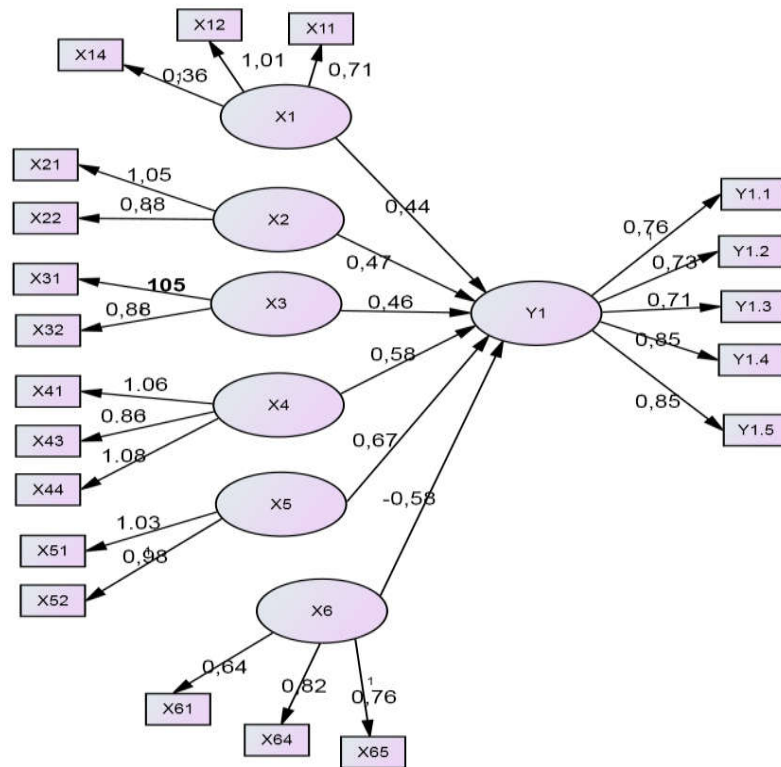 X12
X11
X14
1,01
0,36
0,71
X1
X21
1,05
0,44
X22
0,88
X2
0,47
Y1.1
0,76
Y1.2
0,73
X31
105
X3
0,46
Y1
0,71
Y1.3
X32
0,88
0,85
Y1.4
0,58
X41
1.06
X4
0,85
X43
0.86
Y1.5
X44
1.08
0,67
X5
-0,58
X51
1.03
X52
0,98
X6
0,64
0,82
1
0,76
X61
X64
X65